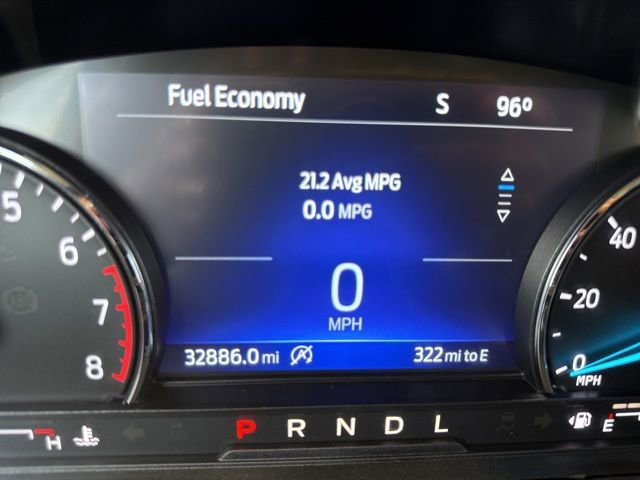 Fuel Economy S 96º
21.2 Avg MPG
0.0 MPG
0
MPH
32886.0 mi 322 mi to E
5
6
7
8
40
20
0
MPH
H P R N D L E